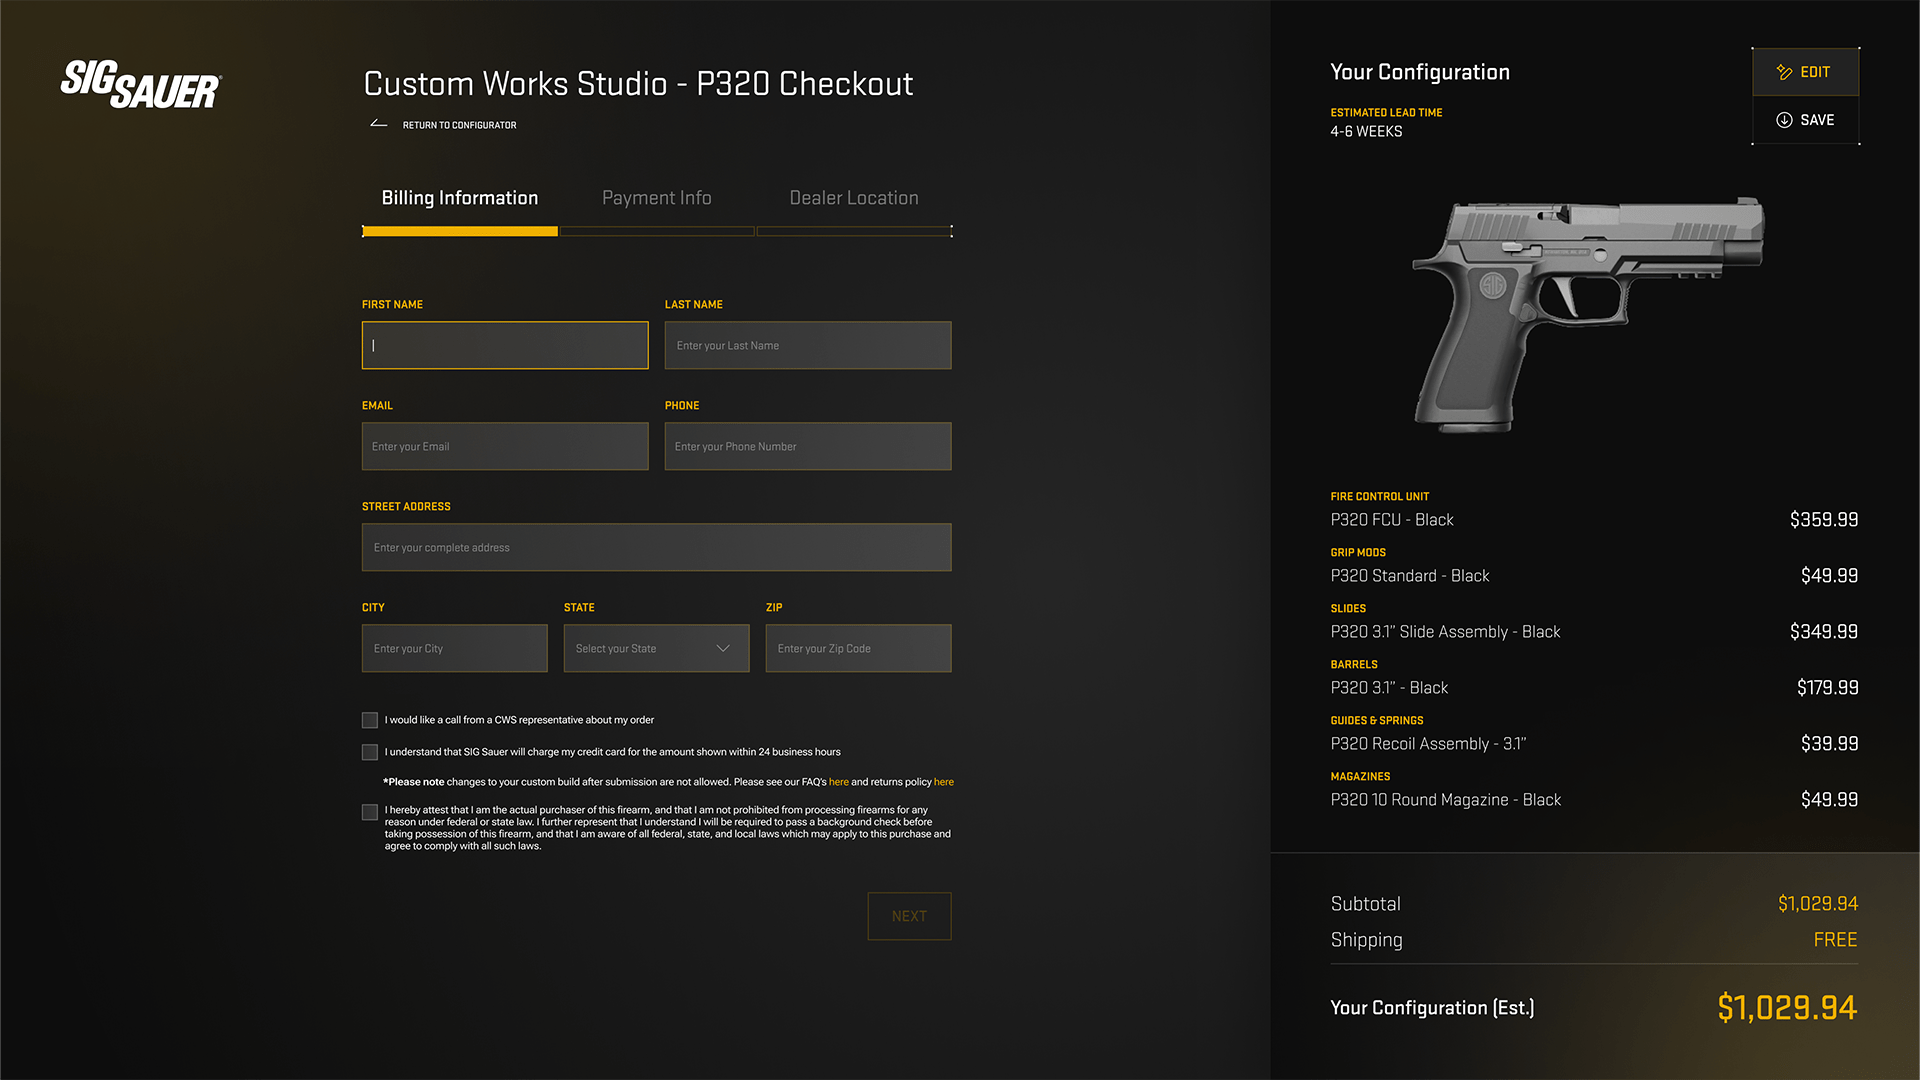 SIG SAUER
Custom Works Studio - P320 Checkout
RETURN TO CONFIGURATOR
Billing Information
Payment Info
Dealer Location
FIRST NAME
LAST NAME
Enter your Last Name
EMAIL
PHONE
Enter your Email
Enter your Phone Number
STREET ADDRESS
Enter your complete address
CITY
STATE
ZIP
Enter your City
Select your State
Enter your Zip Code
I would like a call from a CWS representative about my order
I understand that SIG Sauer will charge my credit card for the amount shown within 24 business hours
*Please note changes to your custom build after submission are not allowed. Please see our FAQ's here and returns policy here
I hereby attest that I am the actual purchaser of this firearm, and that I am not prohibited from processing firearms for any
reason under federal or state law. I further represent that I understand I will be required to pass a background check before
taking possession of this firearm, and that I am aware of all federal, state, and local laws which may apply to this purchase and
agree to comply with all such laws.
NEXT
Your Configuration
EDIT
SAVE
ESTIMATED LEAD TIME
4-6 WEEKS
SIG
FIRE CONTROL UNIT
P320 FCU - Black $359.99
GRIP MODS
P320 Standard - Black $49.99
SLIDES
P320 3.1” Slide Assembly - Black $349.99
BARRELS
P320 3.1” - Black $179.99
GUIDES & SPRINGS
P320 Recoil Assembly - 3.1” $39.99
MAGAZINES
P320 10 Round Magazine - Black $49.99
Subtotal $1,029.94
Shipping FREE
Your Configuration (Est.) $1,029.94